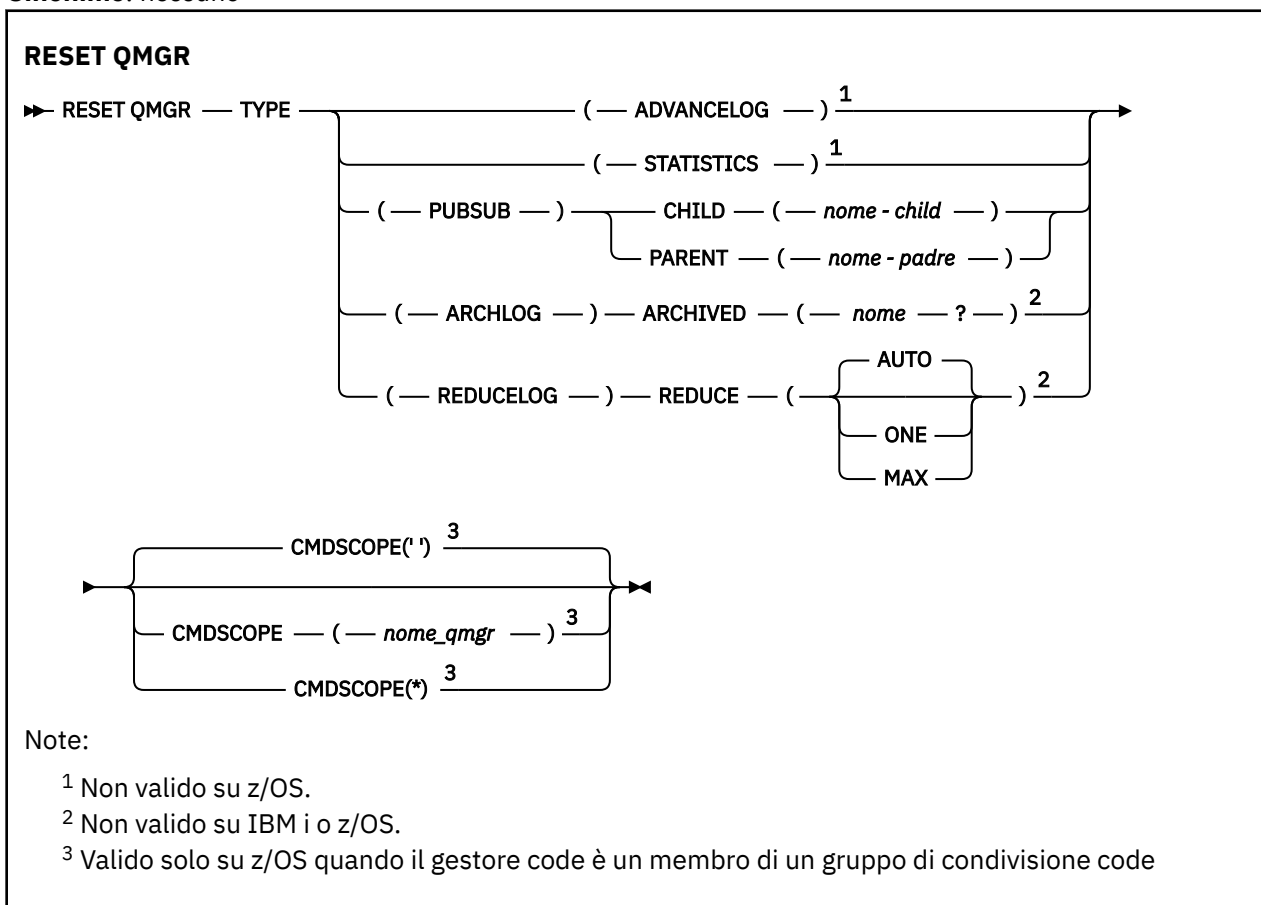 RESET QMGR
RESET QMGR TYPE ( ADVANCELOG ) 1
( STATISTICS ) 1
( PUBSUB ) CHILD ( nome - child )
PARENT ( nome - padre )
( ARCHLOG ) ARCHIVED ( nome ? ) 2
AUTO
( REDUCELOG ) REDUCE ( ) 2
ONE
MAX
CMDSCOPE(' ') 3
CMDSCOPE ( nome_qmgr ) 3
CMDSCOPE(*) 3
Note:
1 Non valido su z/OS.
2 Non valido su IBM i o z/OS.
3 Valido solo su z/OS quando il gestore code è un membro di un gruppo di condivisione code